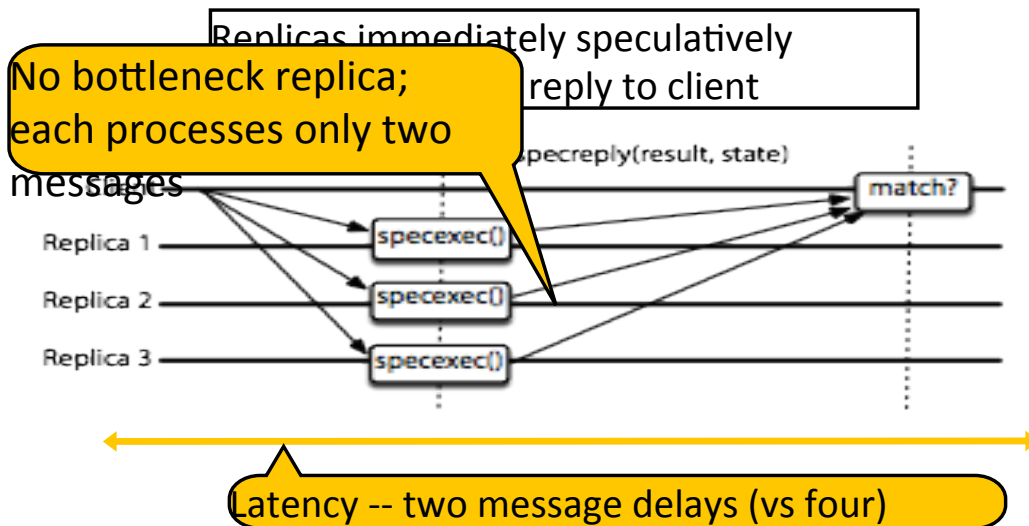 Replicas immediately speculatively
reply to client
No bottleneck replica;
each processes only two
messages
specreply(result, state)
match?
Replica 1
specexec()
Replica 2
specexec()
Replica 3
specexec()
Latency -- two message delays (vs four)